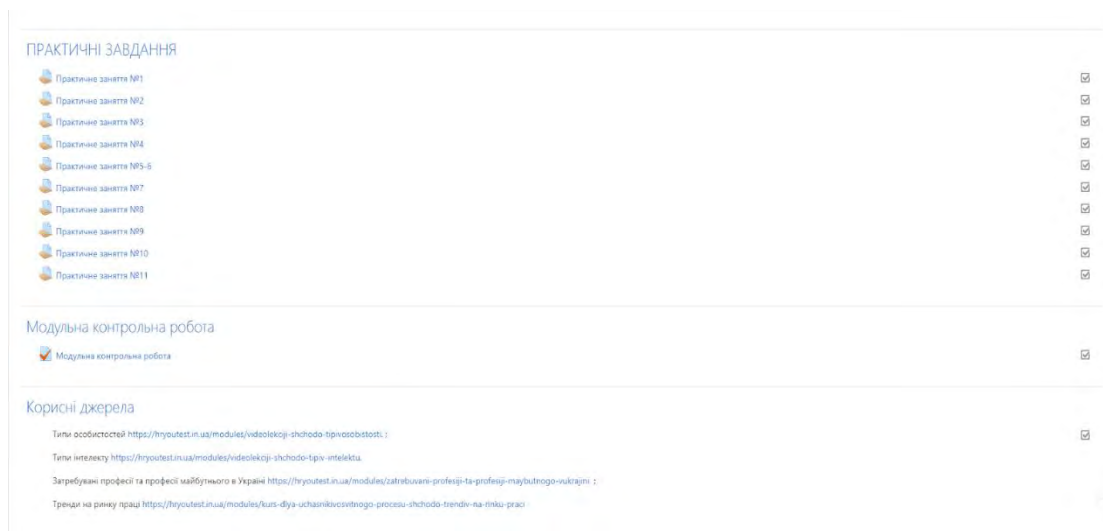 ПРАКТИЧНІ ЗАВДАННЯ
Практичне заняття №1
Практичне заняття №2
Практичне заняття №3
Практичне заняття №4
Практичне заняття №5-6
Практичне заняття №7
Практичне заняття №8
Практичне заняття №9
Практичне заняття №10
Практичне заняття №11
Модульна контрольна робота
Модульна контрольна робота
Корисні джерела
Типи особистостей https://hryoutest.in.ua/modules/videolekciji-shchodo-tipivosobistosti. :
Типи інтелекту https://hryoutest.in.ua/modules/videolekciji-shchodo-tipiv-intelektu.
Затребувані професії та професії майбутнього в Україні https://hryoutest.in.ua/modules/zatrebuvani-profesiji-ta-profesiji-maybutnogo-vukrajini :
Тренди на ринку праці https://hryoutest.in.ua/modules/kurs-dlya-uchasnikivosvitnogo-procesu-shchodo-trendiv-na-rinku-praci